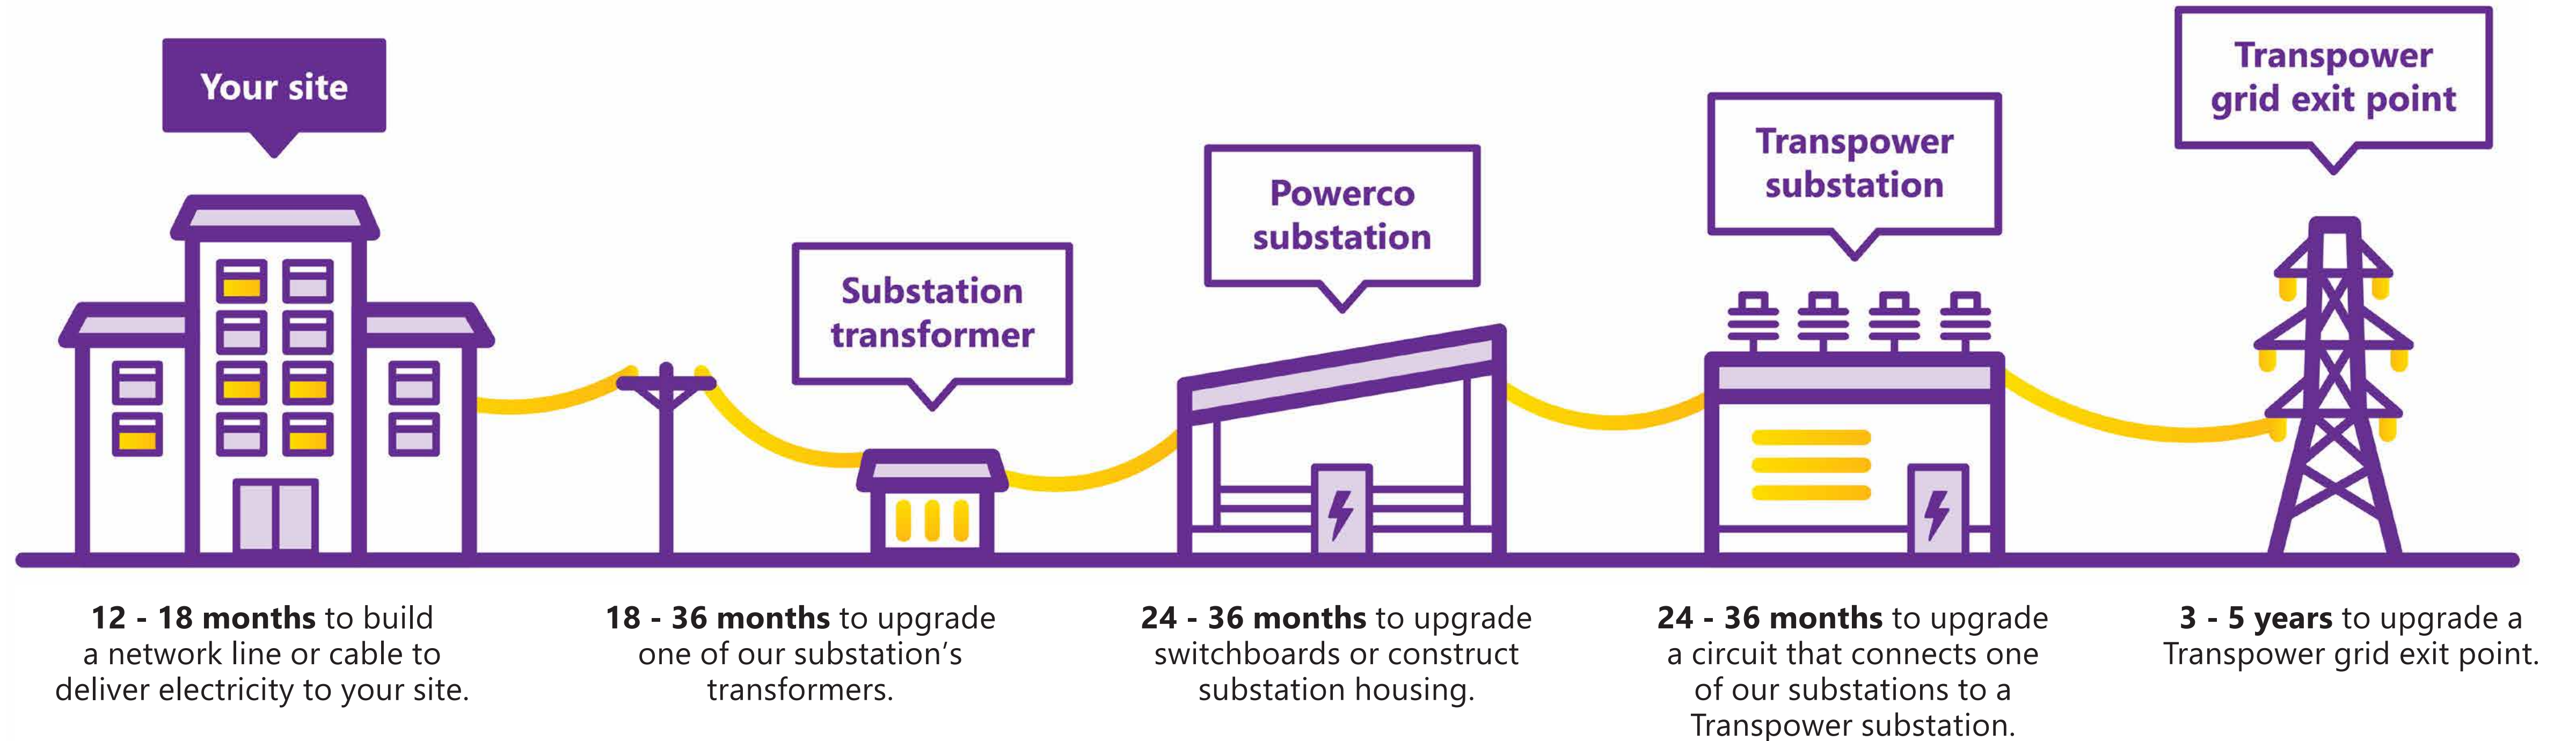 Your site
Substation
transformer
Powerco
substation
Transpower
substation
Transpower
grid exit point
12 - 18 months to build
a network line or cable to
deliver electricity to your site.
18 - 36 months to upgrade
one of our substation’s
transformers.
24 - 36 months to upgrade
switchboards or construct
substation housing.
24 - 36 months to upgrade
a circuit that connects one
of our substations to a
Transpower substation.
3 - 5 years to upgrade a
Transpower grid exit point.